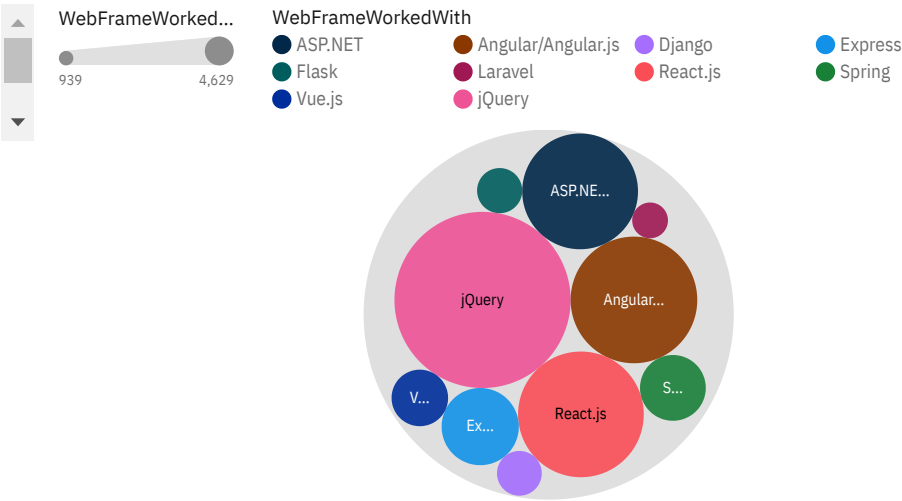 WebFrameWorked...
939 4,629
WebFrameWorkedWith
ASP.NET Angular/Angular.js Django Express
Flask Laravel React.js Spring
Vue.js jQuery
ASP.NE...
jQuery
Angular...
V...
Ex...
React.js
S...